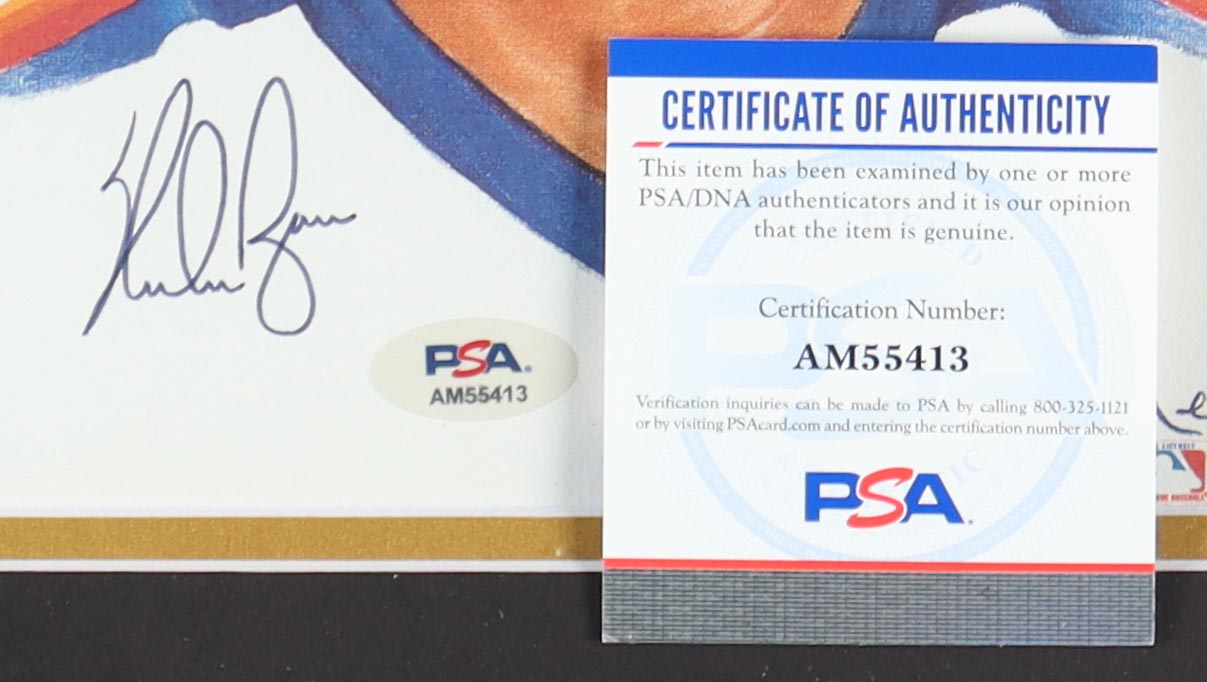 Nolan Ryan
PSA
AM55413
CERTIFICATE OF AUTHENTICITY
This item has been examined by one or more
PSA/DNA authenticators and it is our opinion
that the item is genuine.
Certification Number:
AM55413
Verification inquiries can be made to PSA by calling 800-325-1121
or by visiting PSAcard.com and entering the certification number above.
PSA